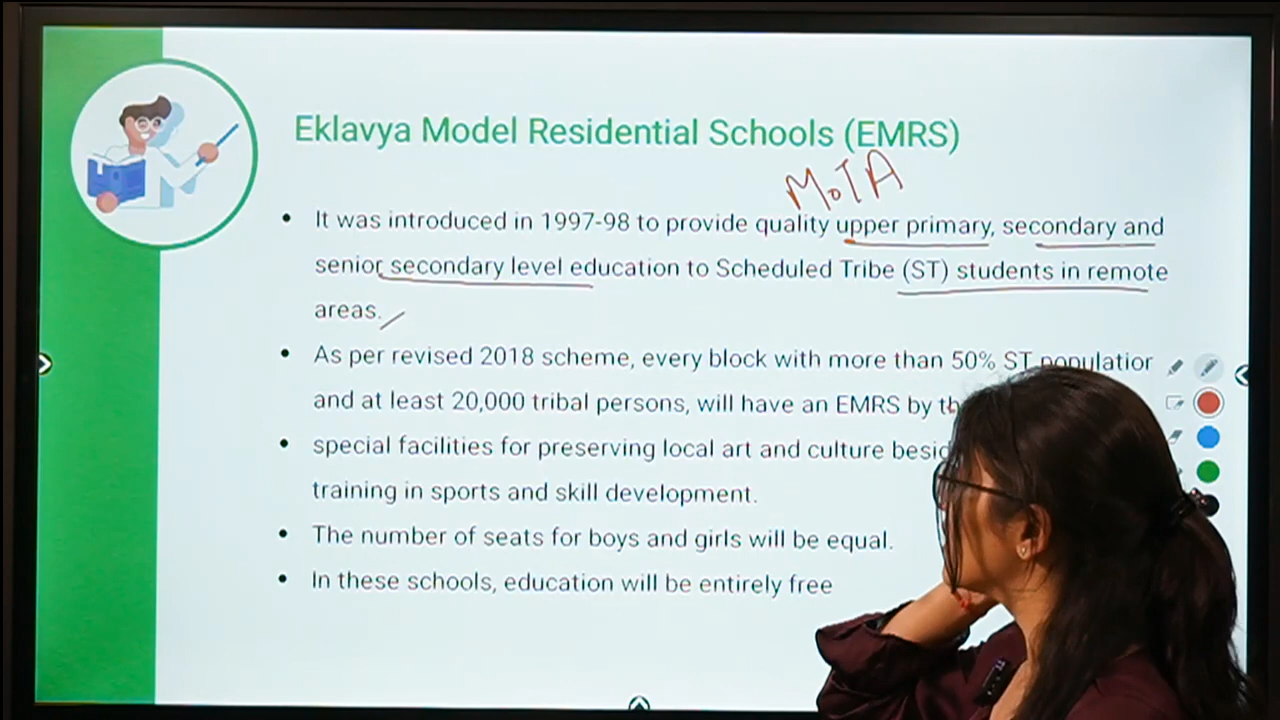 Eklavya Model Residential Schools (EMRS)
MoTA
• It was introduced in 1997-98 to provide quality upper primary, secondary and
senior secondary level education to Scheduled Tribe (ST) students in remote
areas.
• As per revised 2018 scheme, every block with more than 50% ST population
and at least 20,000 tribal persons, will have an EMRS by
• special facilities for preserving local art and culture
training in sports and skill development.
• The number of seats for boys and girls will be equal.
• In these schools, education will be entirely free